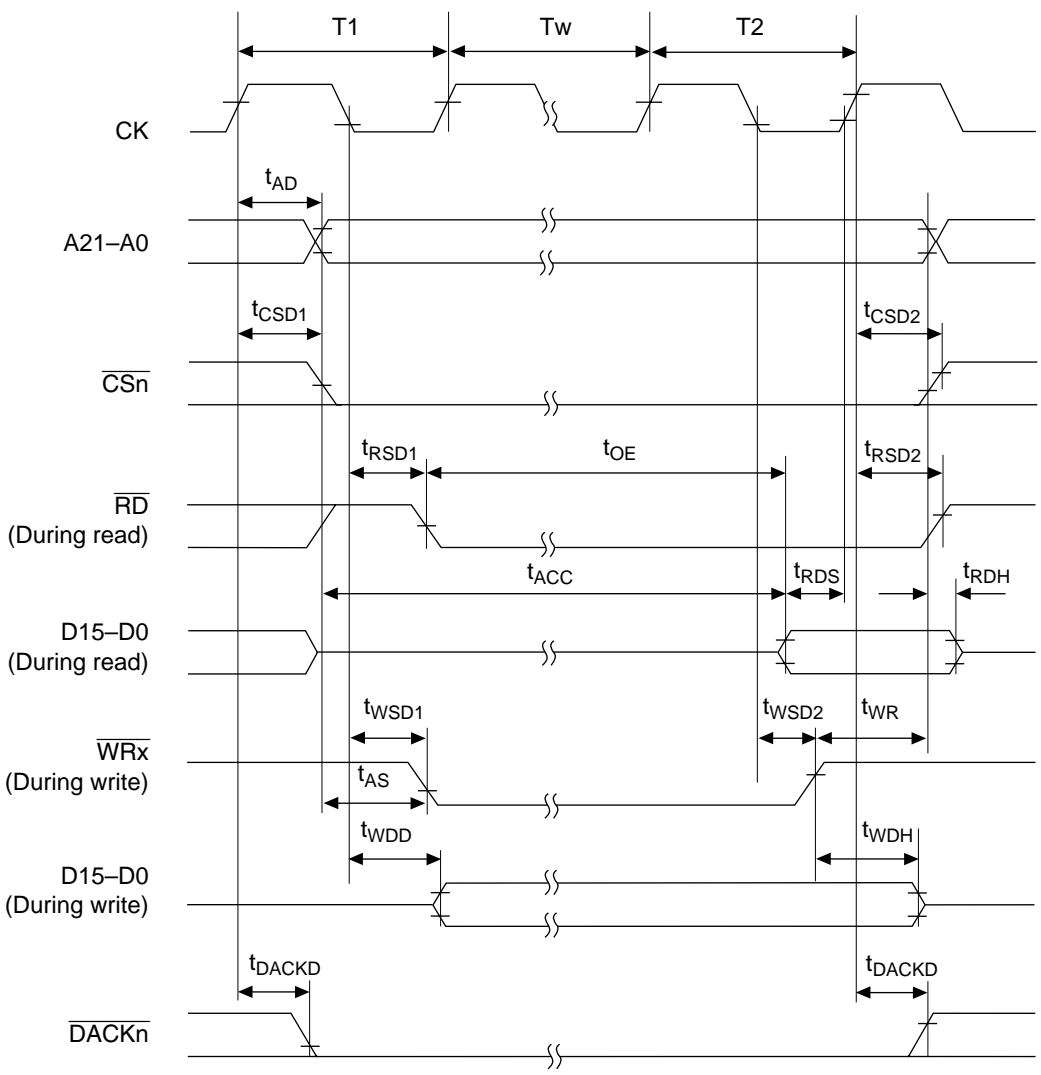 T1 Tw T2
CK
tAD
A21–A0
tCSD1 tCSD2
CSn
tRSD1 tOE tRSD2
RD
(During read)
tACC tRDS tRDH
D15–D0
(During read)
tWSD1 tWSD2 tWR
WRx
(During write)
tAS
tWDD tWDH
D15–D0
(During write)
tDACKD tDACKD
DACKn